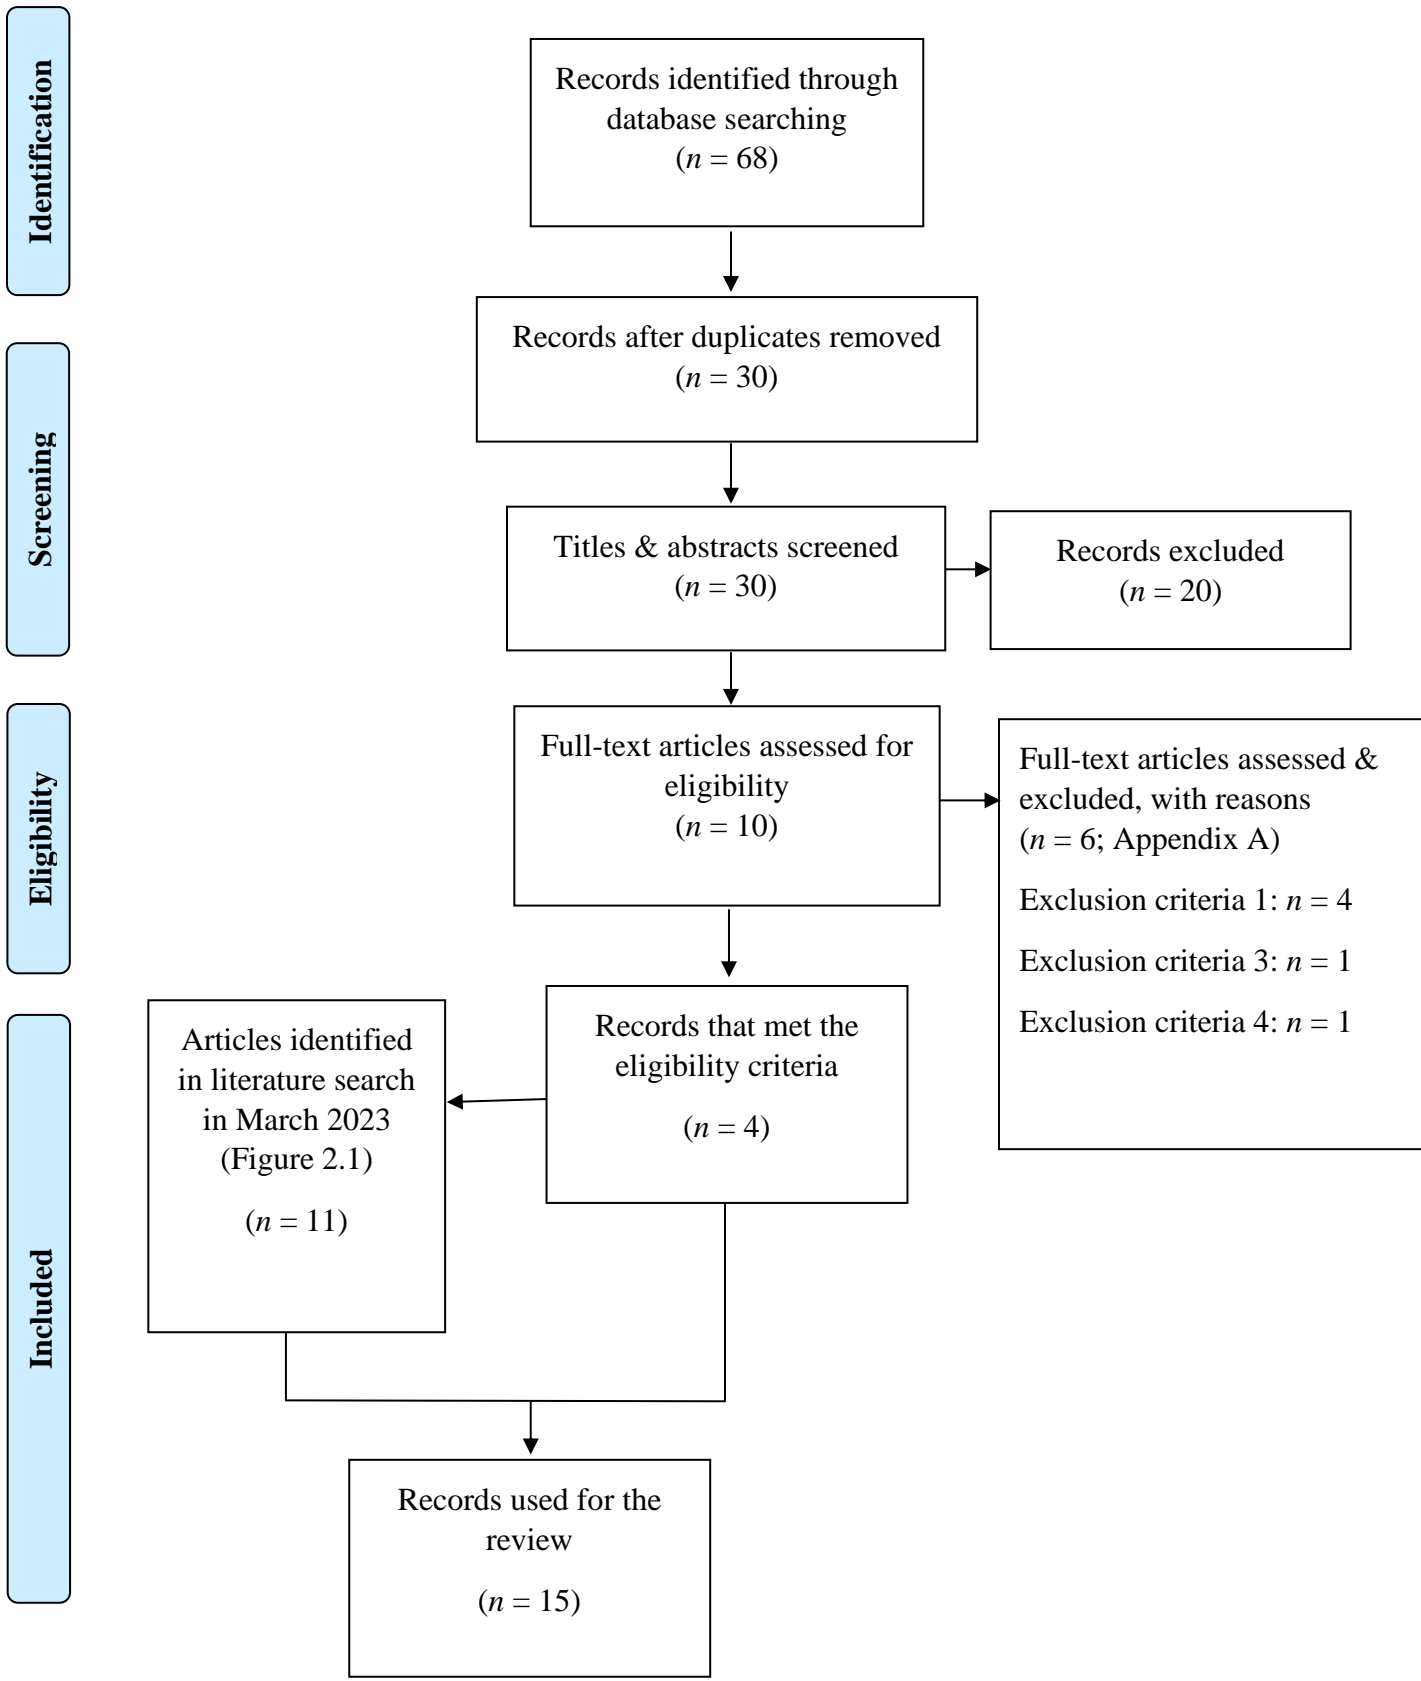 Identification
Records identified through
database searching
(n = 68)
Records after duplicates removed
(n = 30)
Screening
Titles & abstracts screened
(n = 30)
Records excluded
(n = 20)
Eligibility
Full-text articles assessed for
eligibility
(n = 10)
Full-text articles assessed &
excluded, with reasons
(n = 6; Appendix A)
Exclusion criteria 1: n = 4
Exclusion criteria 3: n = 1
Exclusion criteria 4: n = 1
Included
Articles identified
in literature search
in March 2023
(Figure 2.1)
(n = 11)
Records that met the
eligibility criteria
(n = 4)
Records used for the
review
(n = 15)